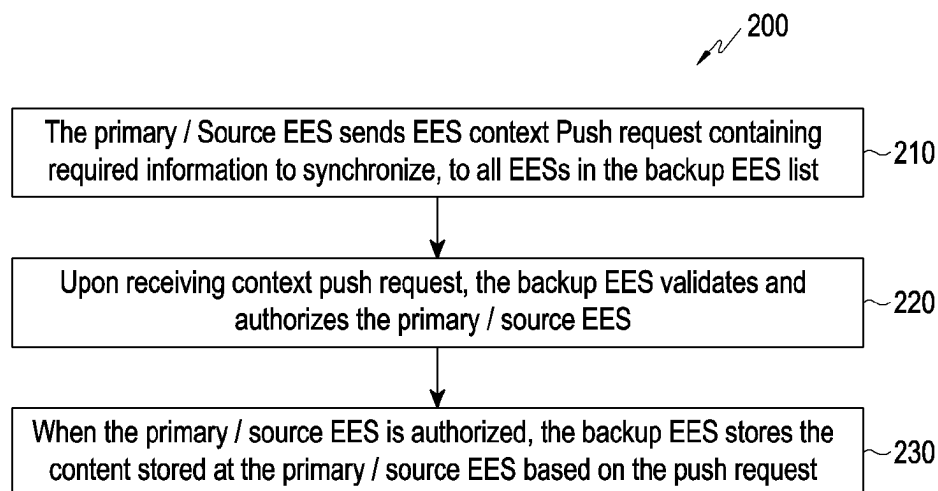 200
The primary / Source EES sends EES context Push request containing
required information to synchronize, to all EESs in the backup EES list
210
Upon receiving context push request, the backup EES validates and
authorizes the primary / source EES
220
When the primary / source EES is authorized, the backup EES stores the
content stored at the primary / source EES based on the push request
230